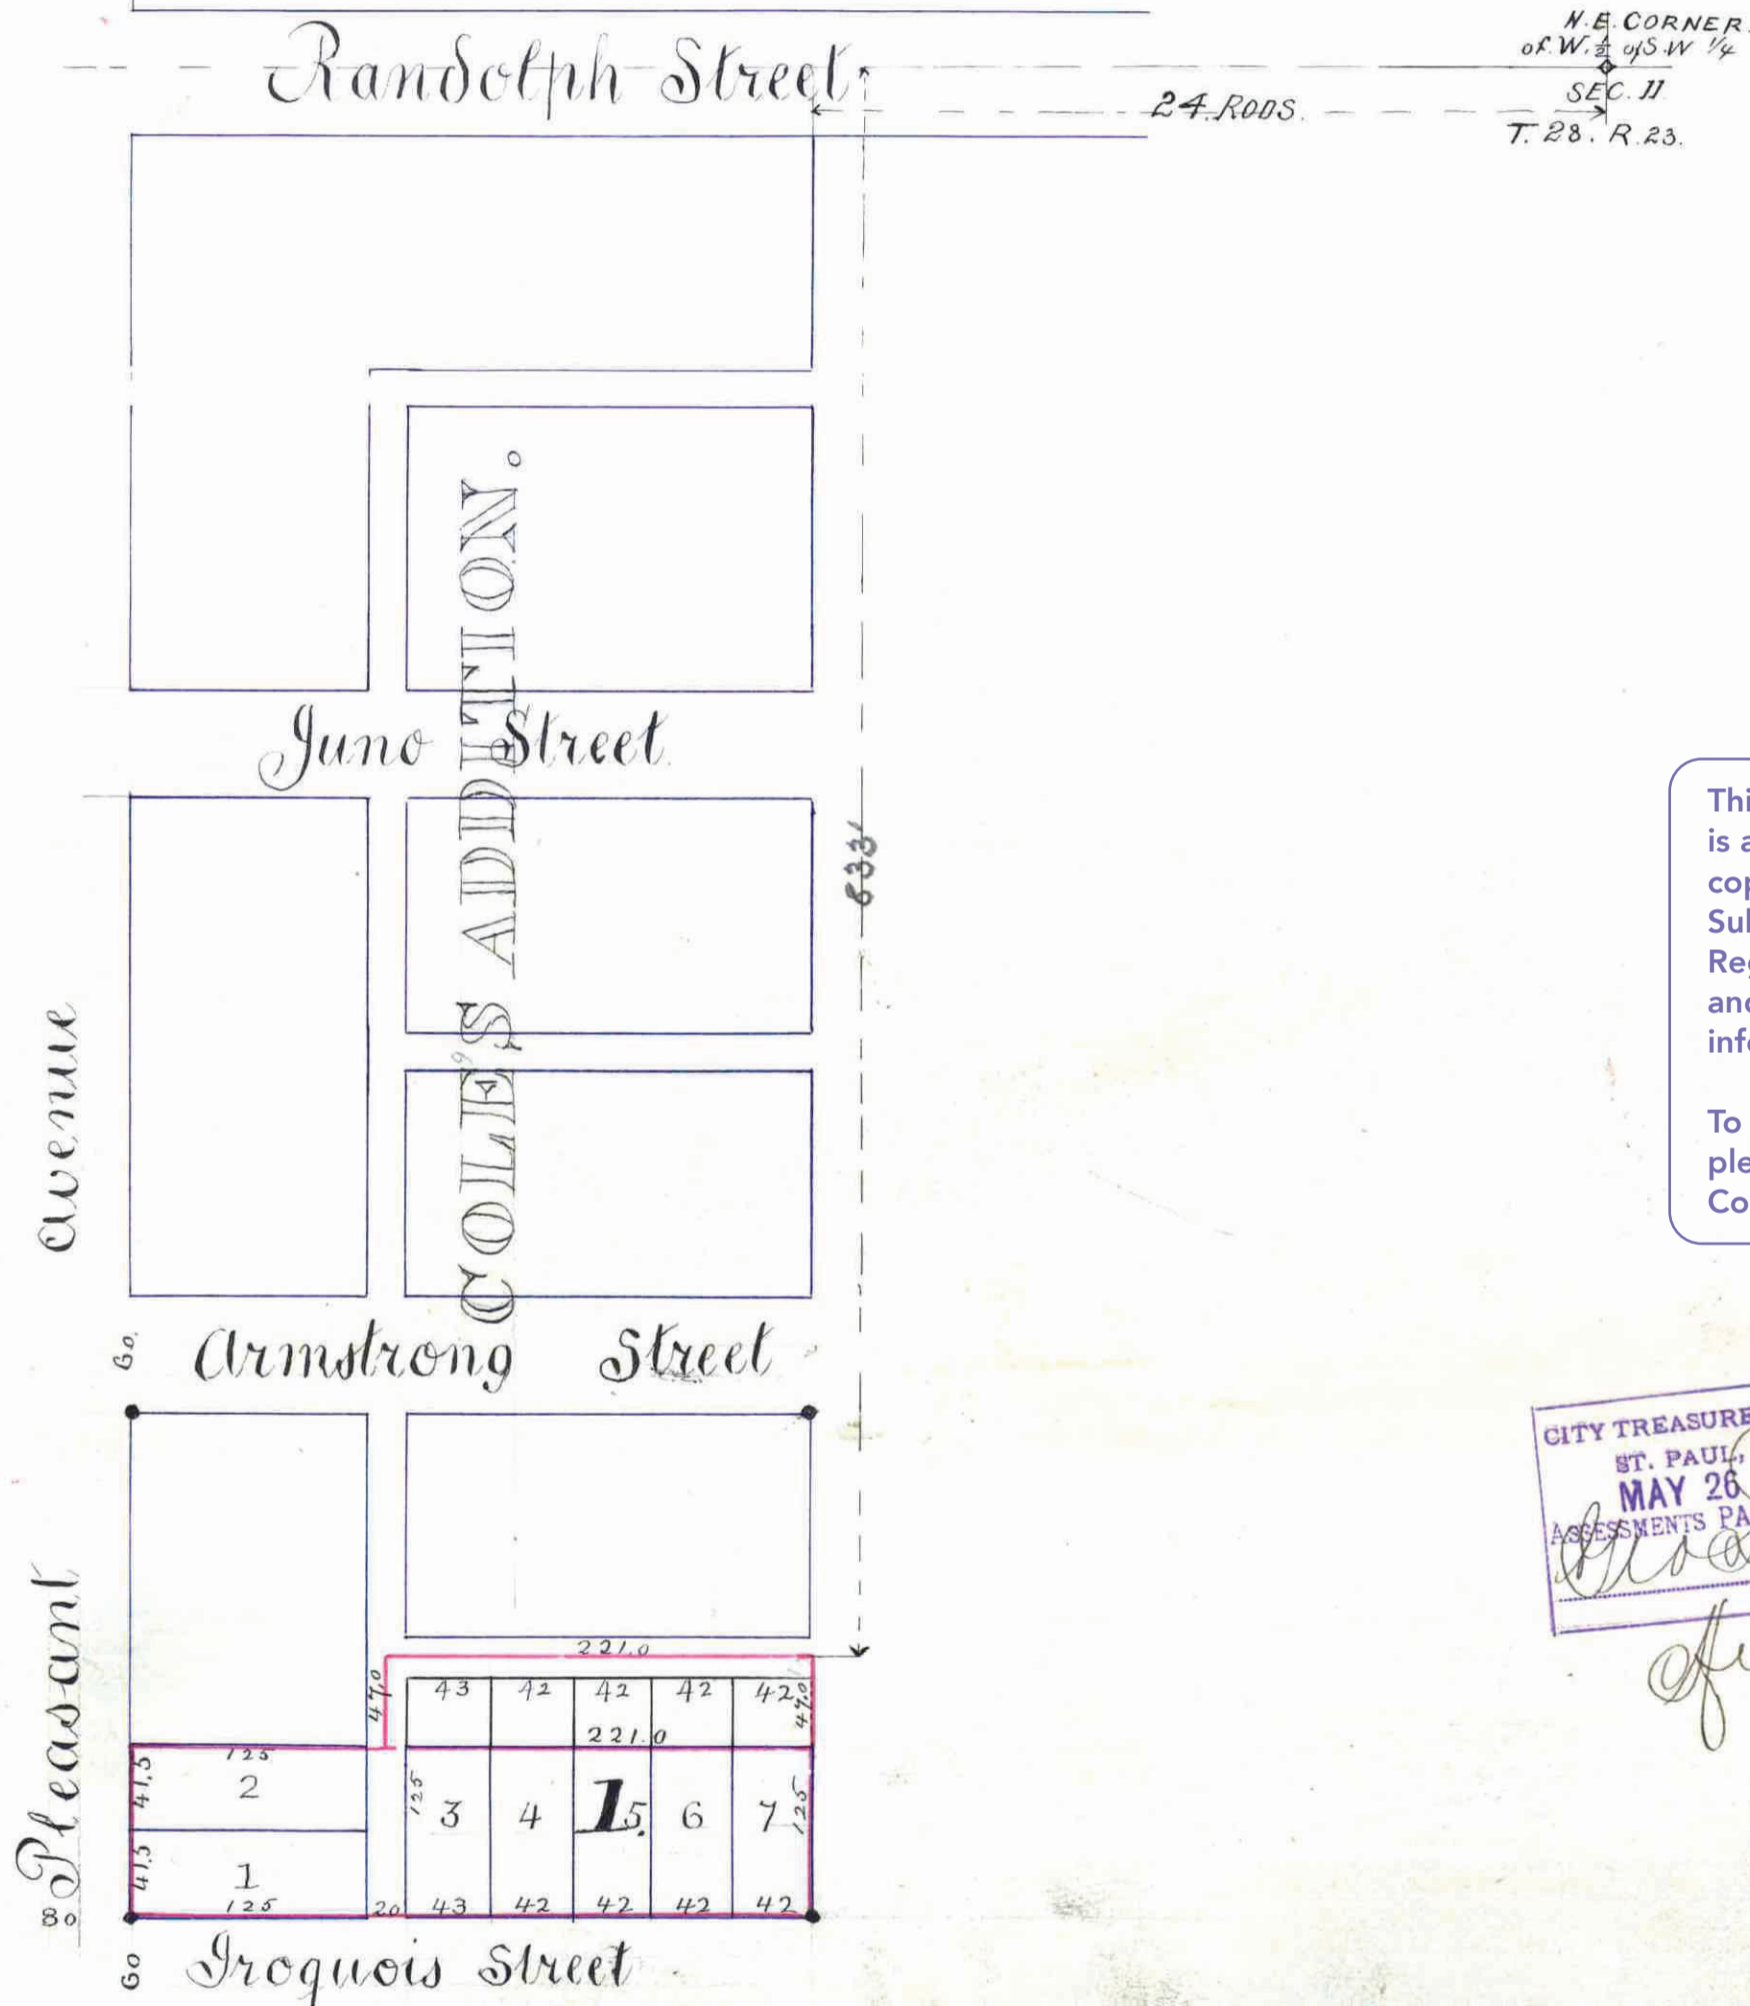 N.E. CORNER.
of W. ½ of S.W ¼
SEC. 11
T. 28. R. 23.
Randolph Street
24. RODS.
COLE'S ADDITION.
Juno Street
833'
Avenue
Pleasant
60.
Armstrong Street
221.0
47.0
43 42 42 42 42
47.0
221.0
125
41.5
2
125
3 4 1 5. 6 7
125
41.5
1
125
20
43 42 42 42 42
80
60
Iroquois Street
is a
To
CITY TREASURE
ST. PAUL,
MAY 26
ASSESSMENTS PA